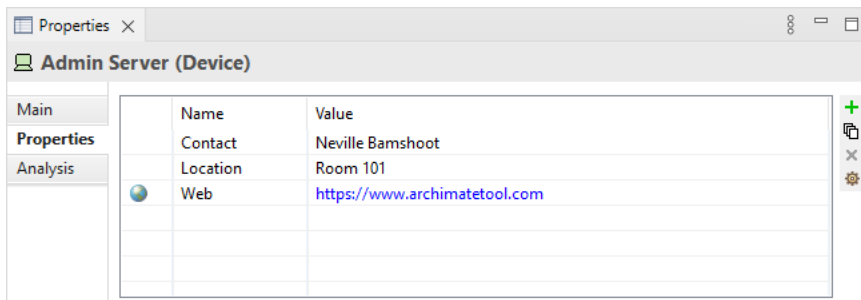 Properties
Admin Server (Device)
Main
Properties
Analysis
Name Value
Contact Neville Bamshoot
Location Room 101
Web https://www.archimatetool.com